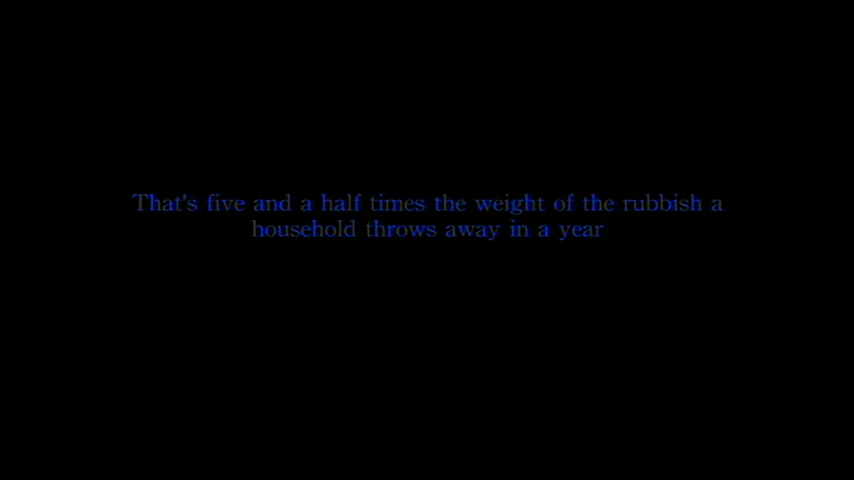 That's five and a half times the weight of the rubbish a
household throws away in a year